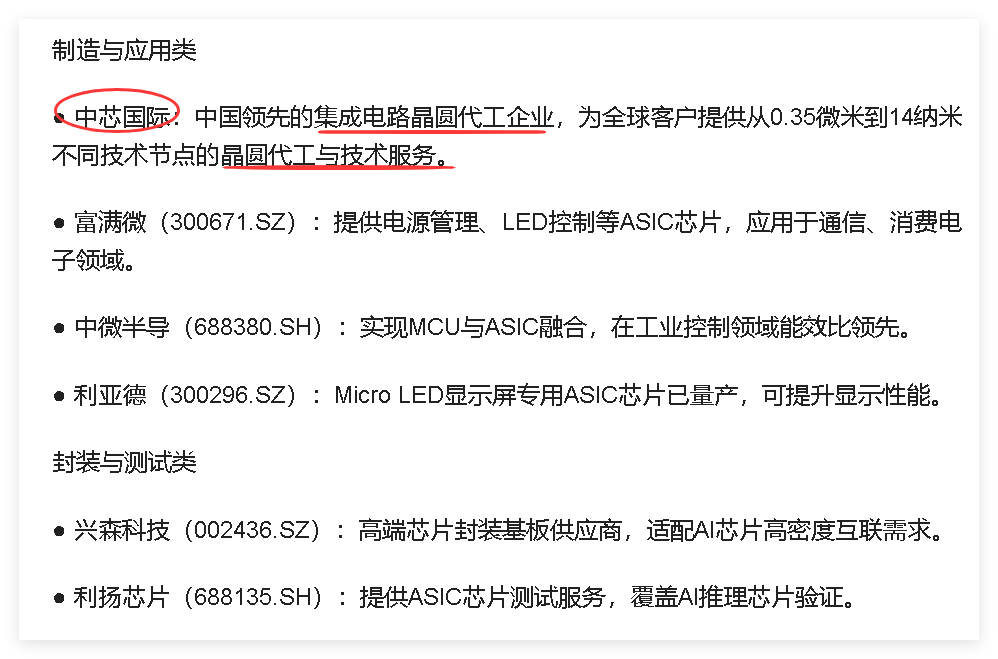 制造与应用类
● 中芯国际：中国领先的集成电路晶圆代工企业，为全球客户提供从0.35微米到14纳米
不同技术节点的晶圆代工与技术服务。
● 富满微（300671.SZ）：提供电源管理、LED控制等ASIC芯片，应用于通信、消费电
子领域。
● 中微半导（688380.SH）：实现MCU与ASIC融合，在工业控制领域能效比领先。
● 利亚德（300296.SZ）：Micro LED显示屏专用ASIC芯片已量产，可提升显示性能。
封装与测试类
● 兴森科技（002436.SZ）：高端芯片封装基板供应商，适配AI芯片高密度互联需求。
● 利扬芯片（688135.SH）：提供ASIC芯片测试服务，覆盖AI推理芯片验证。